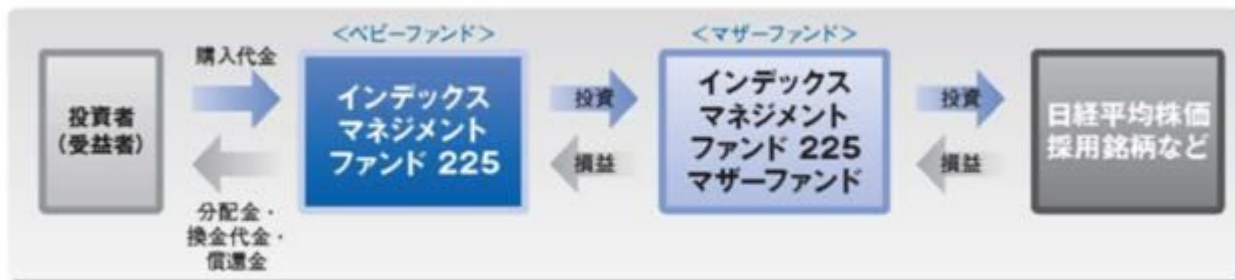 ＜ベビーファンド＞
＜マザーファンド＞
購入代金
投資者
（受益者）
分配金・
換金代金・
償還金
インデックス
マネジメント
ファンド 225
投資
損益
インデックス
マネジメント
ファンド 225
マザーファンド
投資
損益
日経平均株価
採用銘柄など